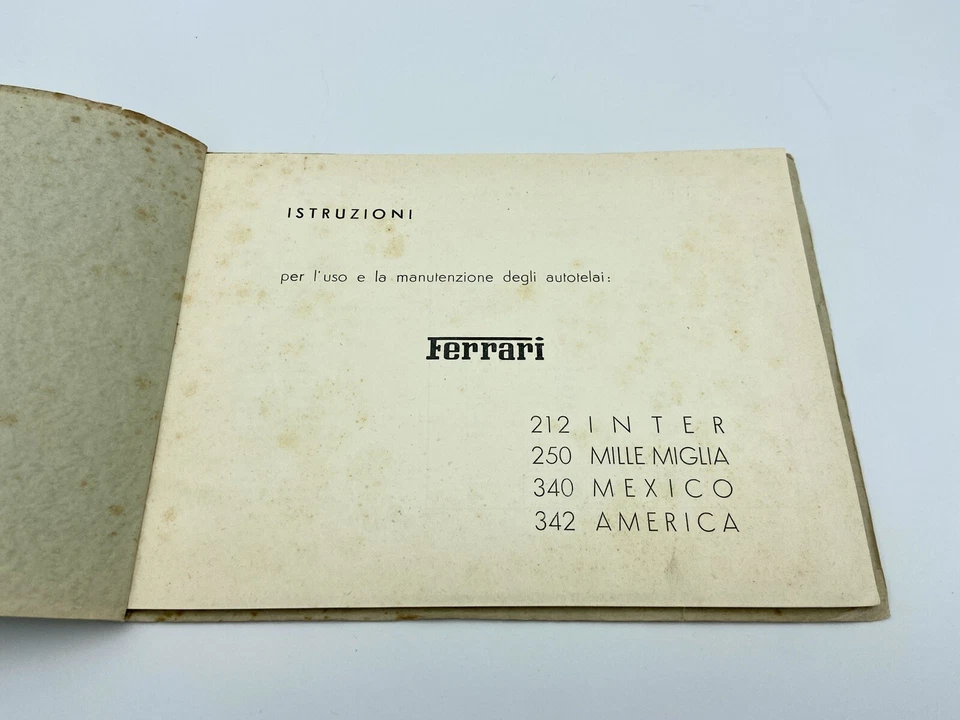 ISTRUZIONI
per l'uso e la manutenzione degli autotelai:
Ferrari
212 INTER
250 MILLE MIGLIA
340 MEXICO
342 AMERICA